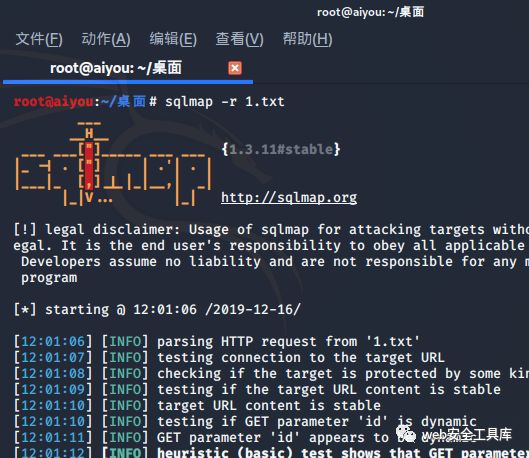 root@aiyou: ~/桌面
文件(F) 动作(A) 编辑(E) 查看(V) 帮助(H)
root@aiyou: ~/桌面
root@aiyou:~/桌面# sqlmap -r 1.txt
{1.3.11#stable}
http://sqlmap.org
[!] legal disclaimer: Usage of sqlmap for attacking targets witho
egal. It is the end user's responsibility to obey all applicable
Developers assume no liability and are not responsible for any m
program
[*] starting @ 12:01:06 /2019-12-16/
[12:01:06] [INFO] parsing HTTP request from '1.txt'
[12:01:07] [INFO] testing connection to the target URL
[12:01:08] [INFO] checking if the target is protected by some kin
[12:01:09] [INFO] testing if the target URL content is stable
[12:01:10] [INFO] target URL content is stable
[12:01:10] [INFO] testing if GET parameter 'id' is dynamic
[12:01:11] [INFO] GET parameter 'id' appears to be dynamic
web安全工具库
[12:01:12] [INFO] heuristic (basic) test shows that GET paramete